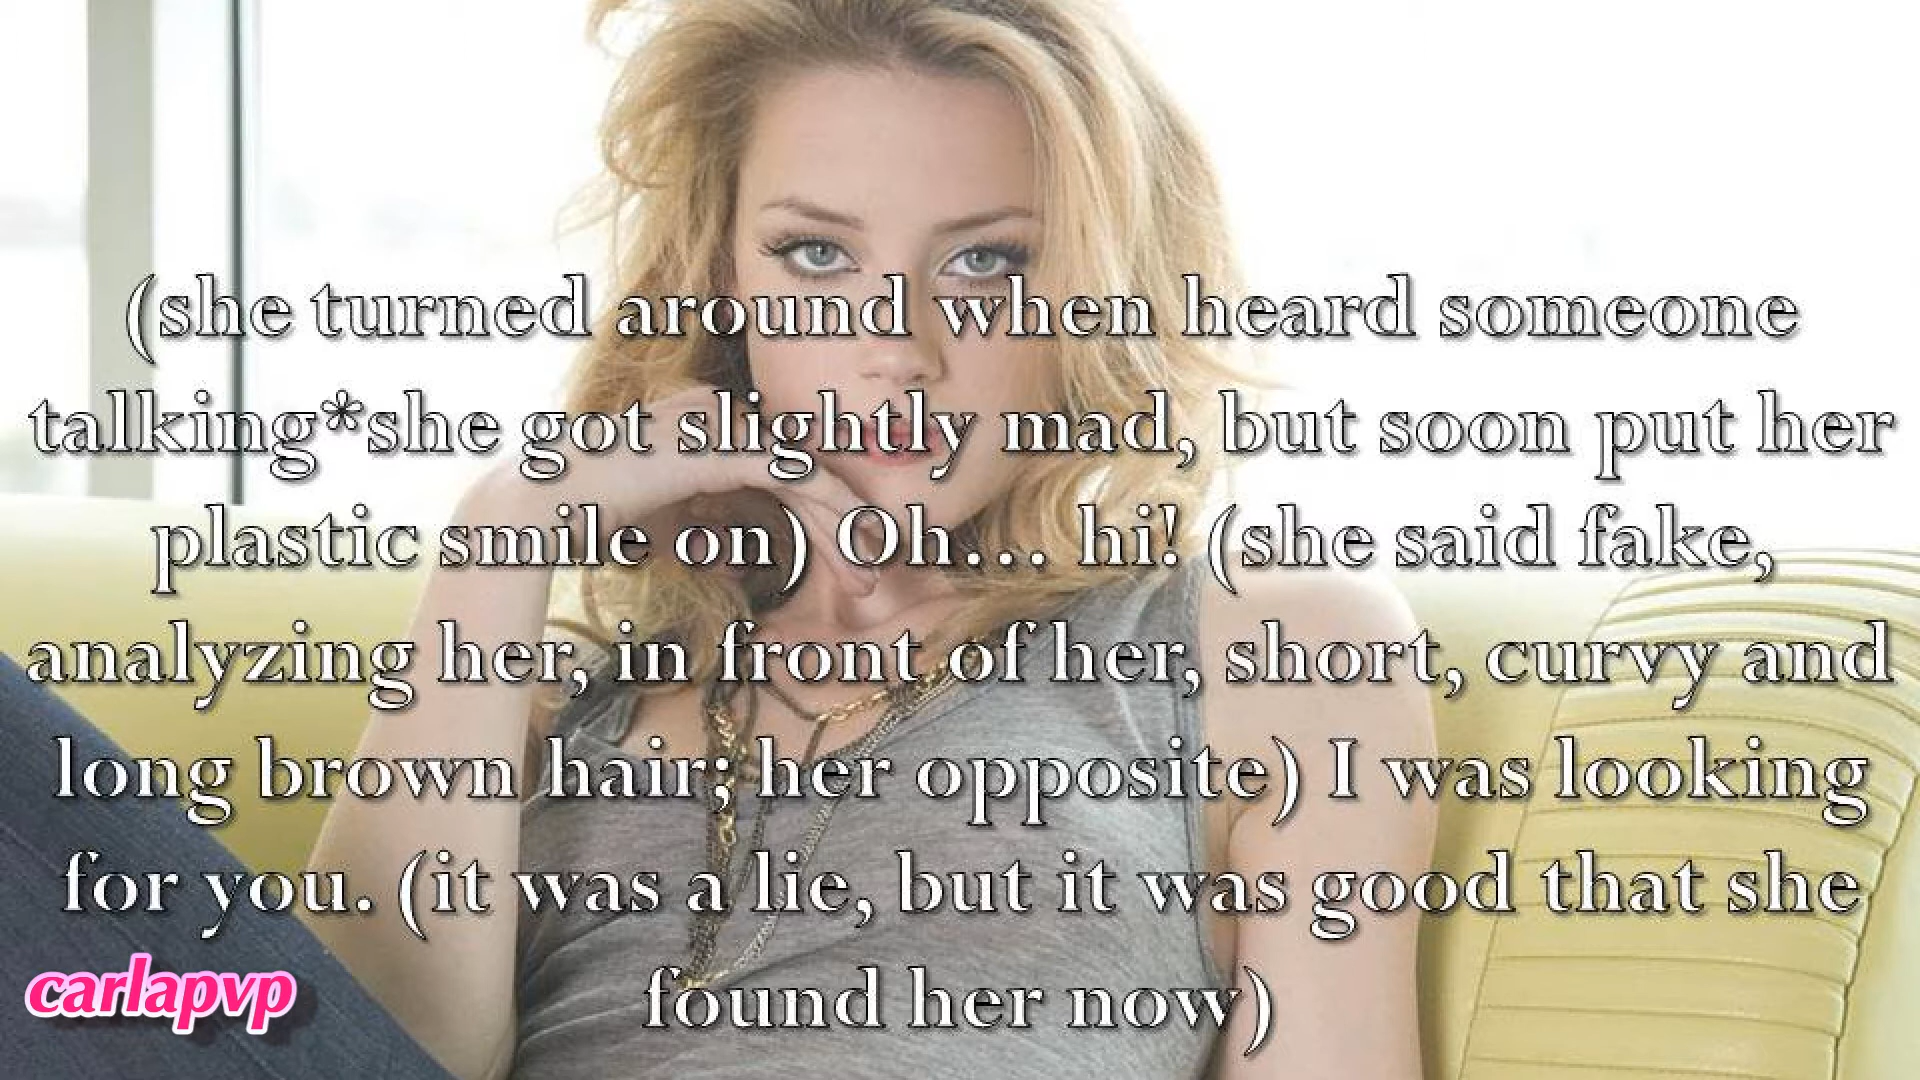 (she turned around when heard someone
talking*she got slightly mad, but soon put her
plastic smile on) Oh... hi! (she said fake,
analyzing her, in front of her, short, curvy and
long brown hair; her opposite) I was looking
for you. (it was a lie, but it was good that she
found her now)
carlapvp